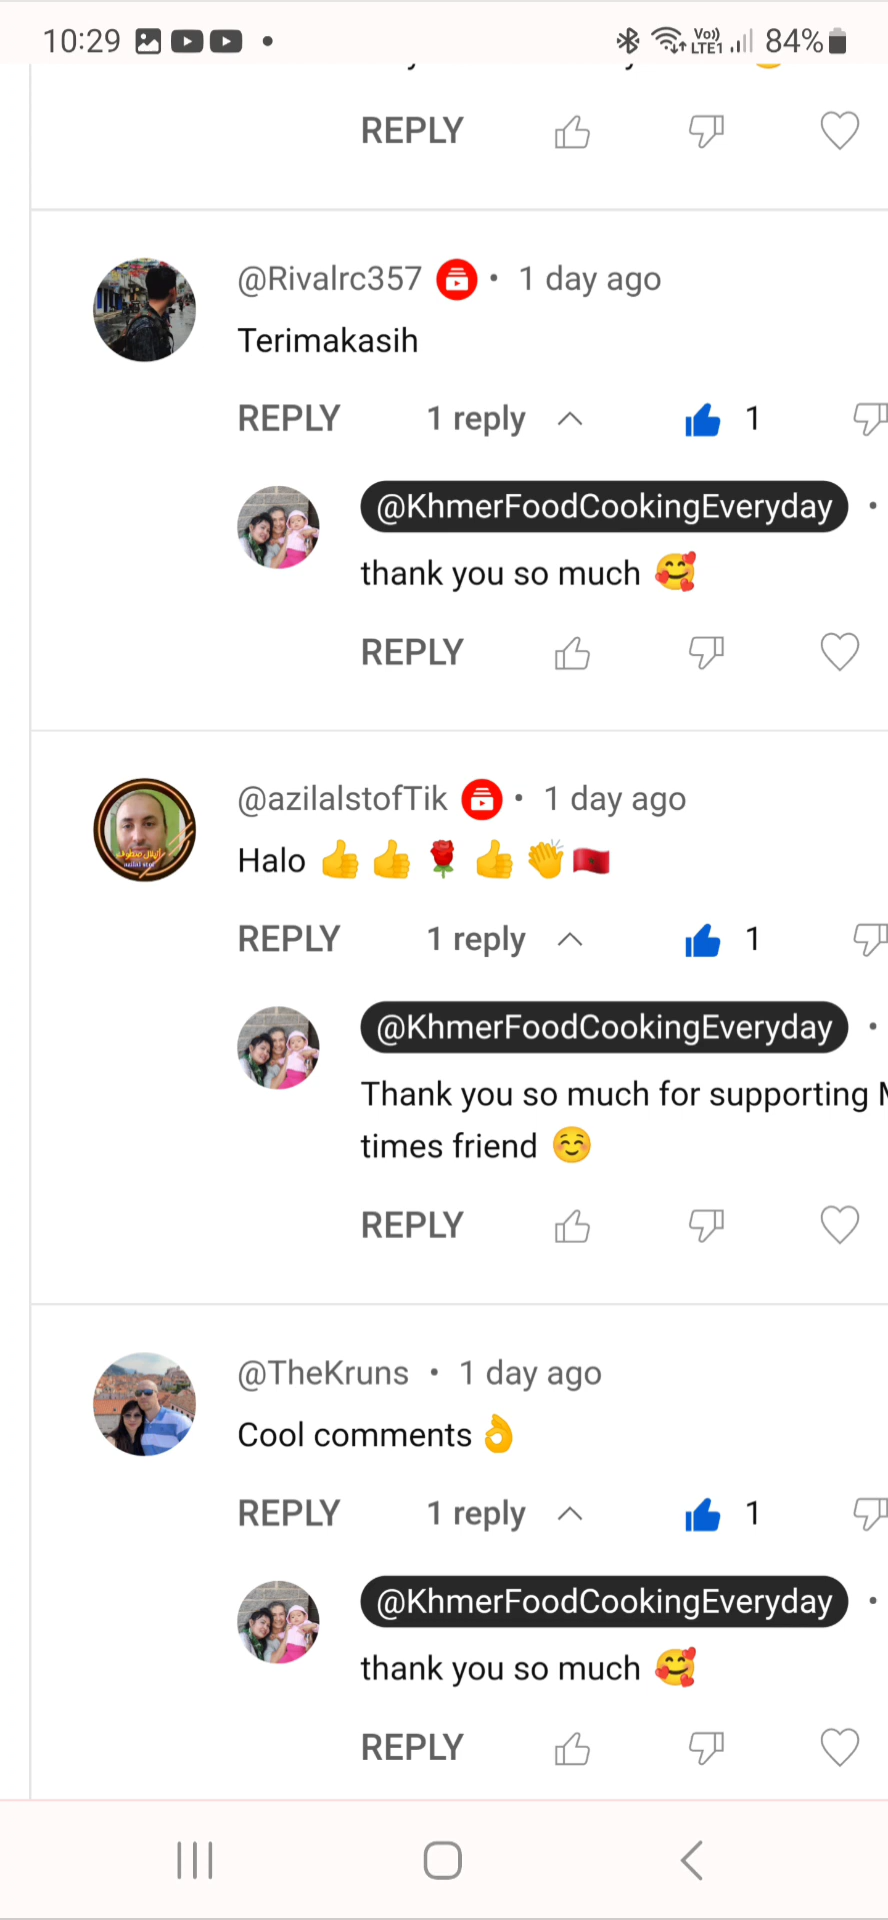 10:29 Vo)) LTE1 84%
REPLY
@Rivalrc357 • 1 day ago
Terimakasih
REPLY 1 reply 1
@KhmerFoodCookingEveryday •
thank you so much 🥰
REPLY
@azilalstofTik • 1 day ago
Halo 👍👍🌹👍👏🇲🇦
REPLY 1 reply 1
@KhmerFoodCookingEveryday •
Thank you so much for supporting
times friend ☺️
REPLY
@TheKruns • 1 day ago
Cool comments👌
REPLY 1 reply 1
@KhmerFoodCookingEveryday •
thank you so much 🥰
REPLY